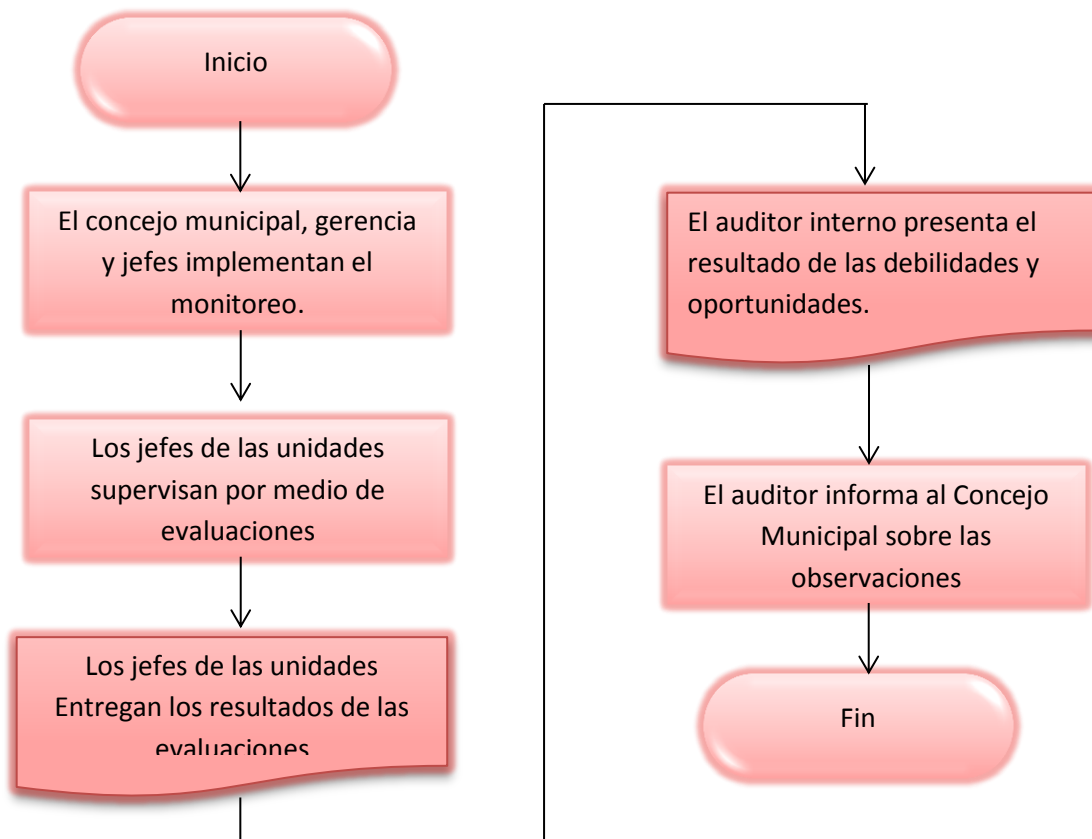 Inicio
El concejo municipal, gerencia
y jefes implementan el
monitoreo.
Los jefes de las unidades
supervisan por medio de
evaluaciones
Los jefes de las unidades
Entregan los resultados de las
evaluaciones
El auditor interno presenta el
resultado de las debilidades y
oportunidades.
El auditor informa al Concejo
Municipal sobre las
observaciones
Fin